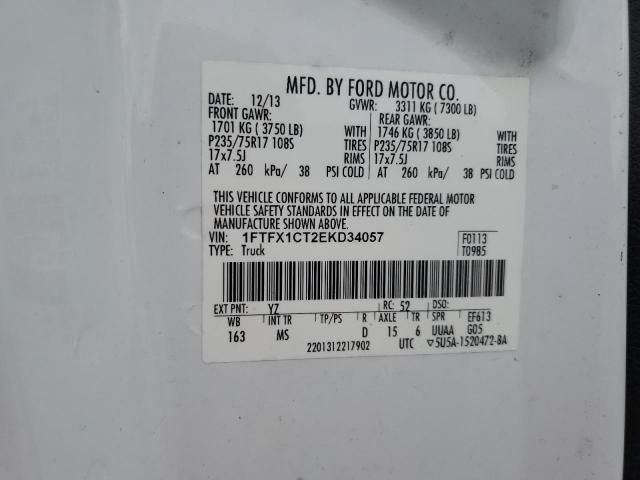 MFD. BY FORD MOTOR CO.
DATE: 12/13 GVWR: 3311 KG ( 7300 LB)
FRONT GAWR: REAR GAWR:
1701 KG ( 3750 LB) WITH 1746 KG ( 3850 LB) WITH
P235/75R17 108S TIRES P235/75R17 108S TIRES
17x7.5J RIMS 17x7.5J RIMS
AT 260 kPa/ 38 PSI COLD AT 260 kPa/ 38 PSI COLD
THIS VEHICLE CONFORMS TO ALL APPLICABLE FEDERAL MOTOR
VEHICLE SAFETY STANDARDS IN EFFECT ON THE DATE OF
MANUFACTURE SHOWN ABOVE.
VIN: 1FTFX1CT2EKD34057 F0113
TYPE: Truck T0985
EXT PNT: YZ RC: 52 DSO:
WB INT TR TP/PS R AXLE TR SPR EF613
163 MS D 15 6 UUAA G05
2201312217902 UTC ▽5U5A-1520472-BA